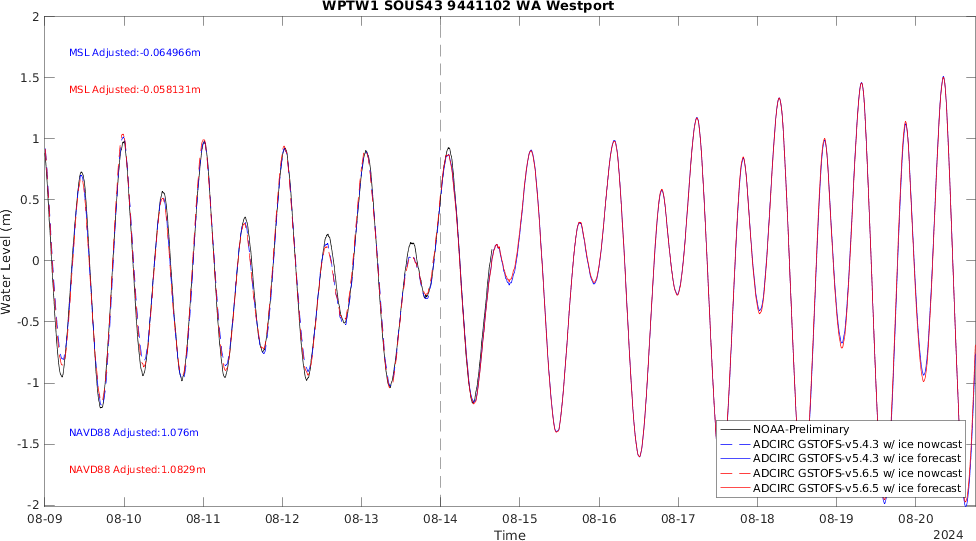 WPTW1 SOUS43 9441102 WA Westport
MSL Adjusted:-0.064966m
MSL Adjusted:-0.058131m
NAVD88 Adjusted:1.076m
NAVD88 Adjusted:1.0829m
2
1.5
1
0.5
0
-0.5
-1
-1.5
-2
Water Level (m)
NOAA-Preliminary
ADCIRC GSTOFS-v5.4.3 w/ ice nowcast
ADCIRC GSTOFS-v5.4.3 w/ ice forecast
ADCIRC GSTOFS-v5.6.5 w/ ice nowcast
ADCIRC GSTOFS-v5.6.5 w/ ice forecast
08-09 08-10 08-11 08-12 08-13 08-14 08-15 08-16 08-17 08-18 08-19 08-20
Time
2024